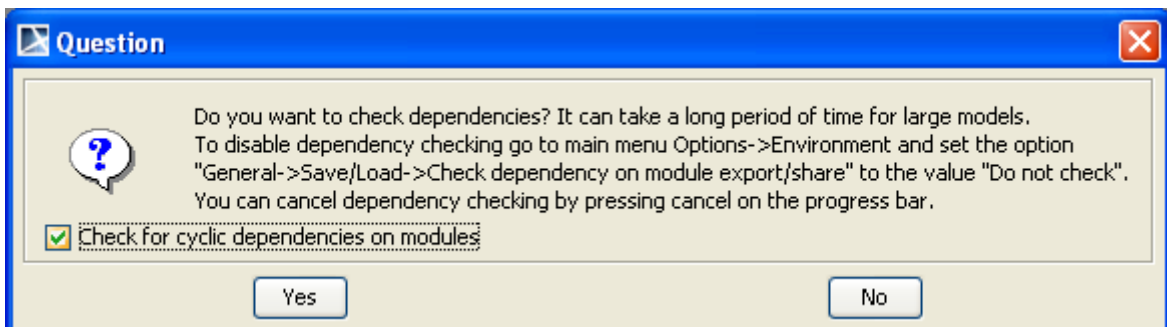 Question
Do you want to check dependencies? It can take a long period of time for large models.
To disable dependency checking go to main menu Options->Environment and set the option
"General->Save/Load->Check dependency on module export/share" to the value "Do not check".
You can cancel dependency checking by pressing cancel on the progress bar.
Check for cyclic dependencies on modules
Yes
No